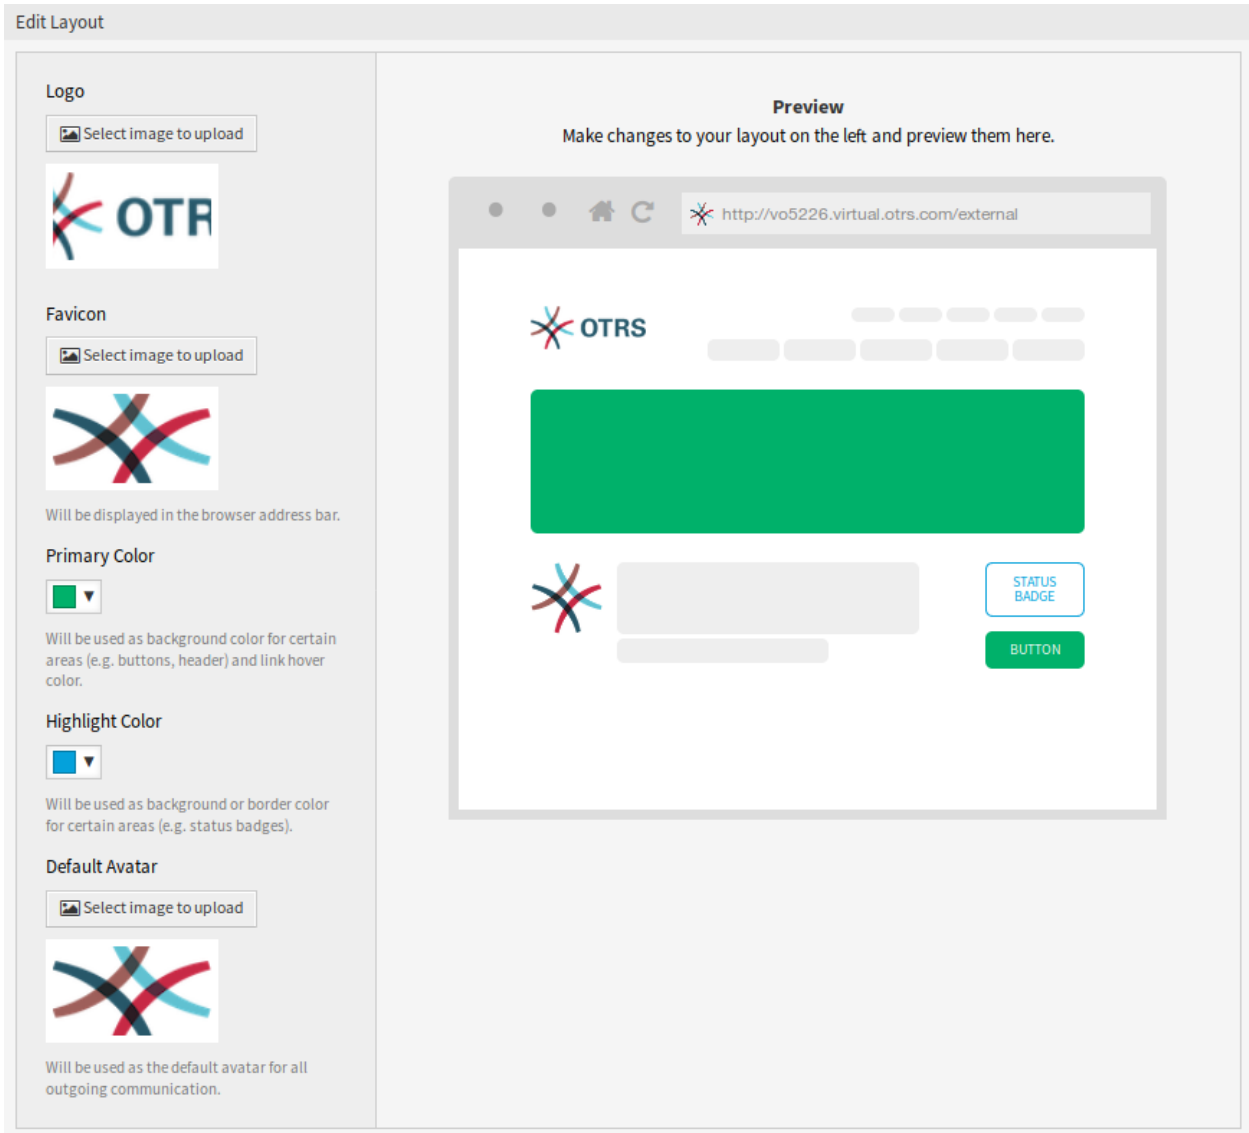 Edit Layout
Logo
Select image to upload
OTR
Favicon
Select image to upload
Will be displayed in the browser address bar.
Primary Color
Will be used as background color for certain
areas (e.g. buttons, header) and link hover
color.
Highlight Color
Will be used as background or border color
for certain areas (e.g. status badges).
Default Avatar
Select image to upload
Will be used as the default avatar for all
outgoing communication.
Preview
Make changes to your layout on the left and preview them here.
http://vo5226.virtual.otrs.com/external
OTRS
STATUS
BADGE
BUTTON